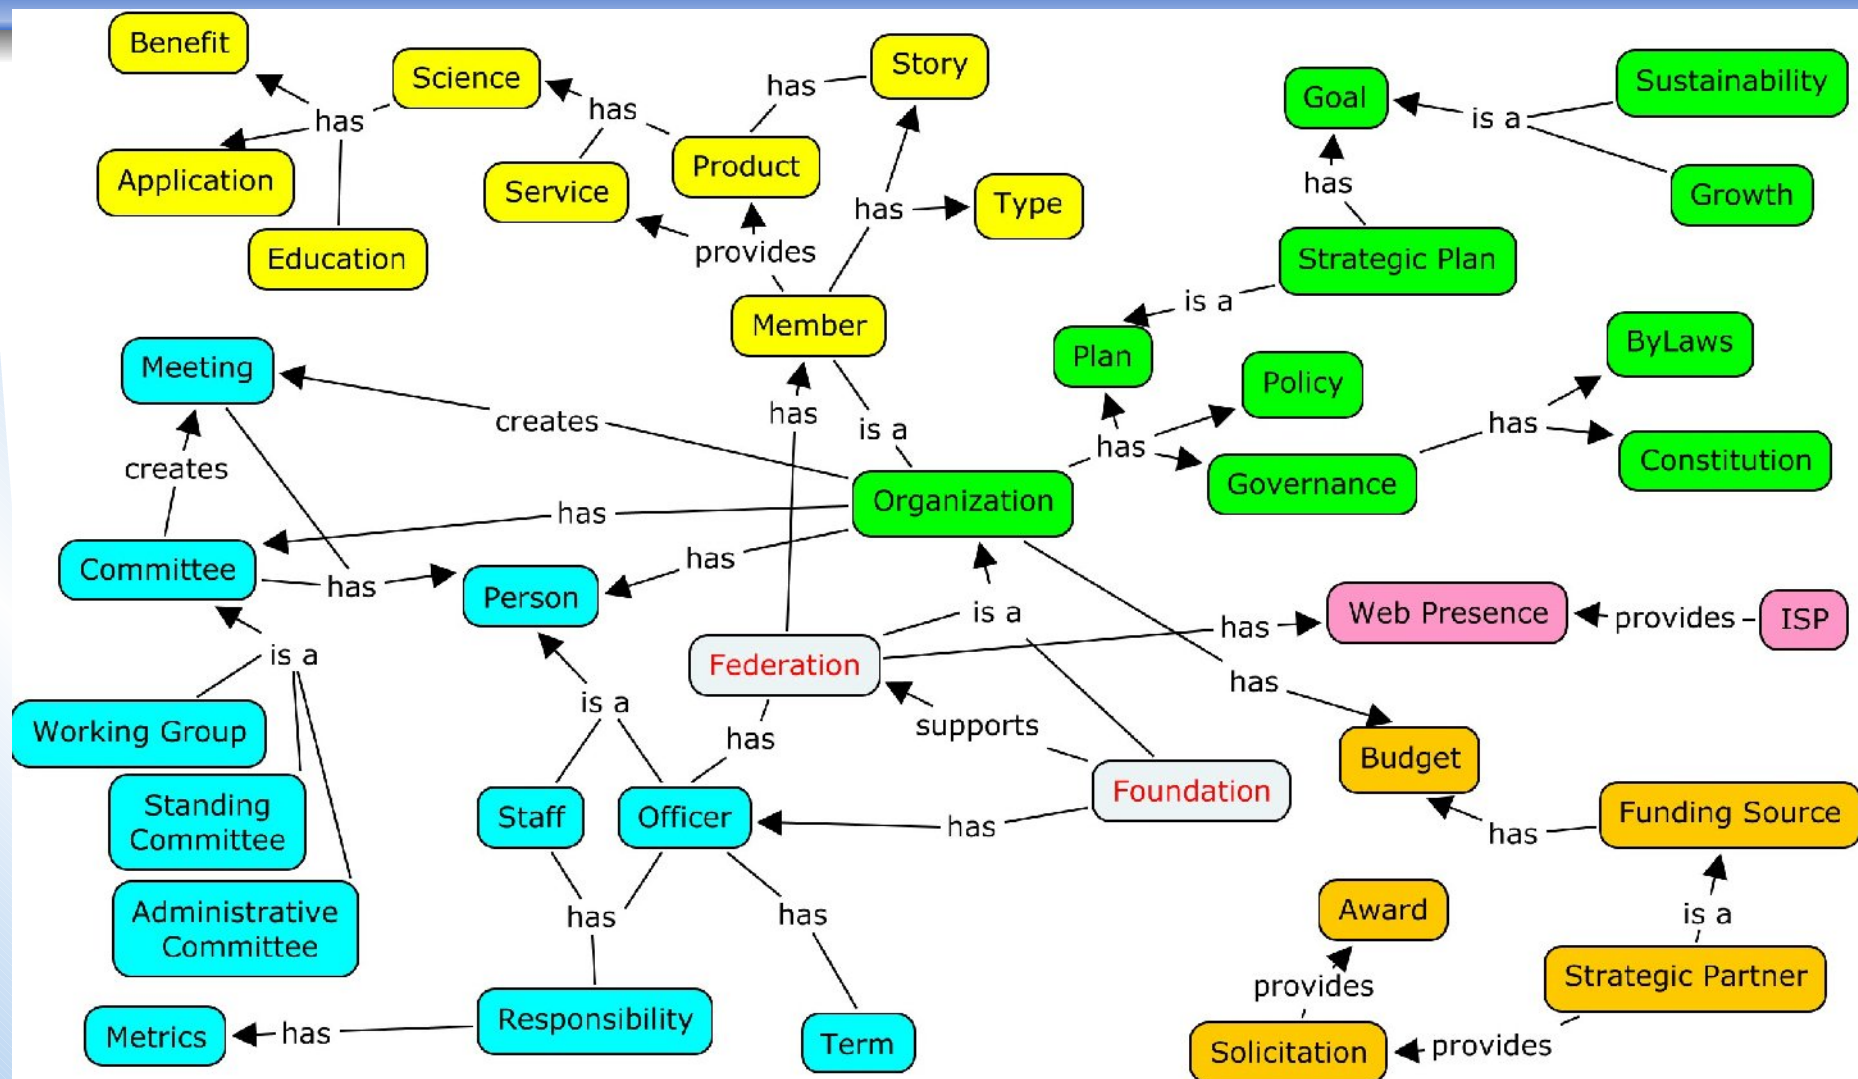 Benefit
Science
has
Story
Goal
is a
Sustainability
has
has
Application
Service
Product
has
Type
has
Growth
Education
provides
Strategic Plan
Member
is a
Meeting
Plan
Policy
ByLaws
creates
has
is a
has
has
Constitution
creates
Organization
Governance
has
Committee
has
Person
has
is a
has
Web Presence
provides
ISP
is a
Federation
has
Working Group
is a
has
supports
Budget
Standing
Committee
Staff
Officer
Foundation
has
has
Funding Source
Administrative
Committee
has
has
Award
is a
provides
Strategic Partner
Metrics
has
Responsibility
Term
Solicitation
provides